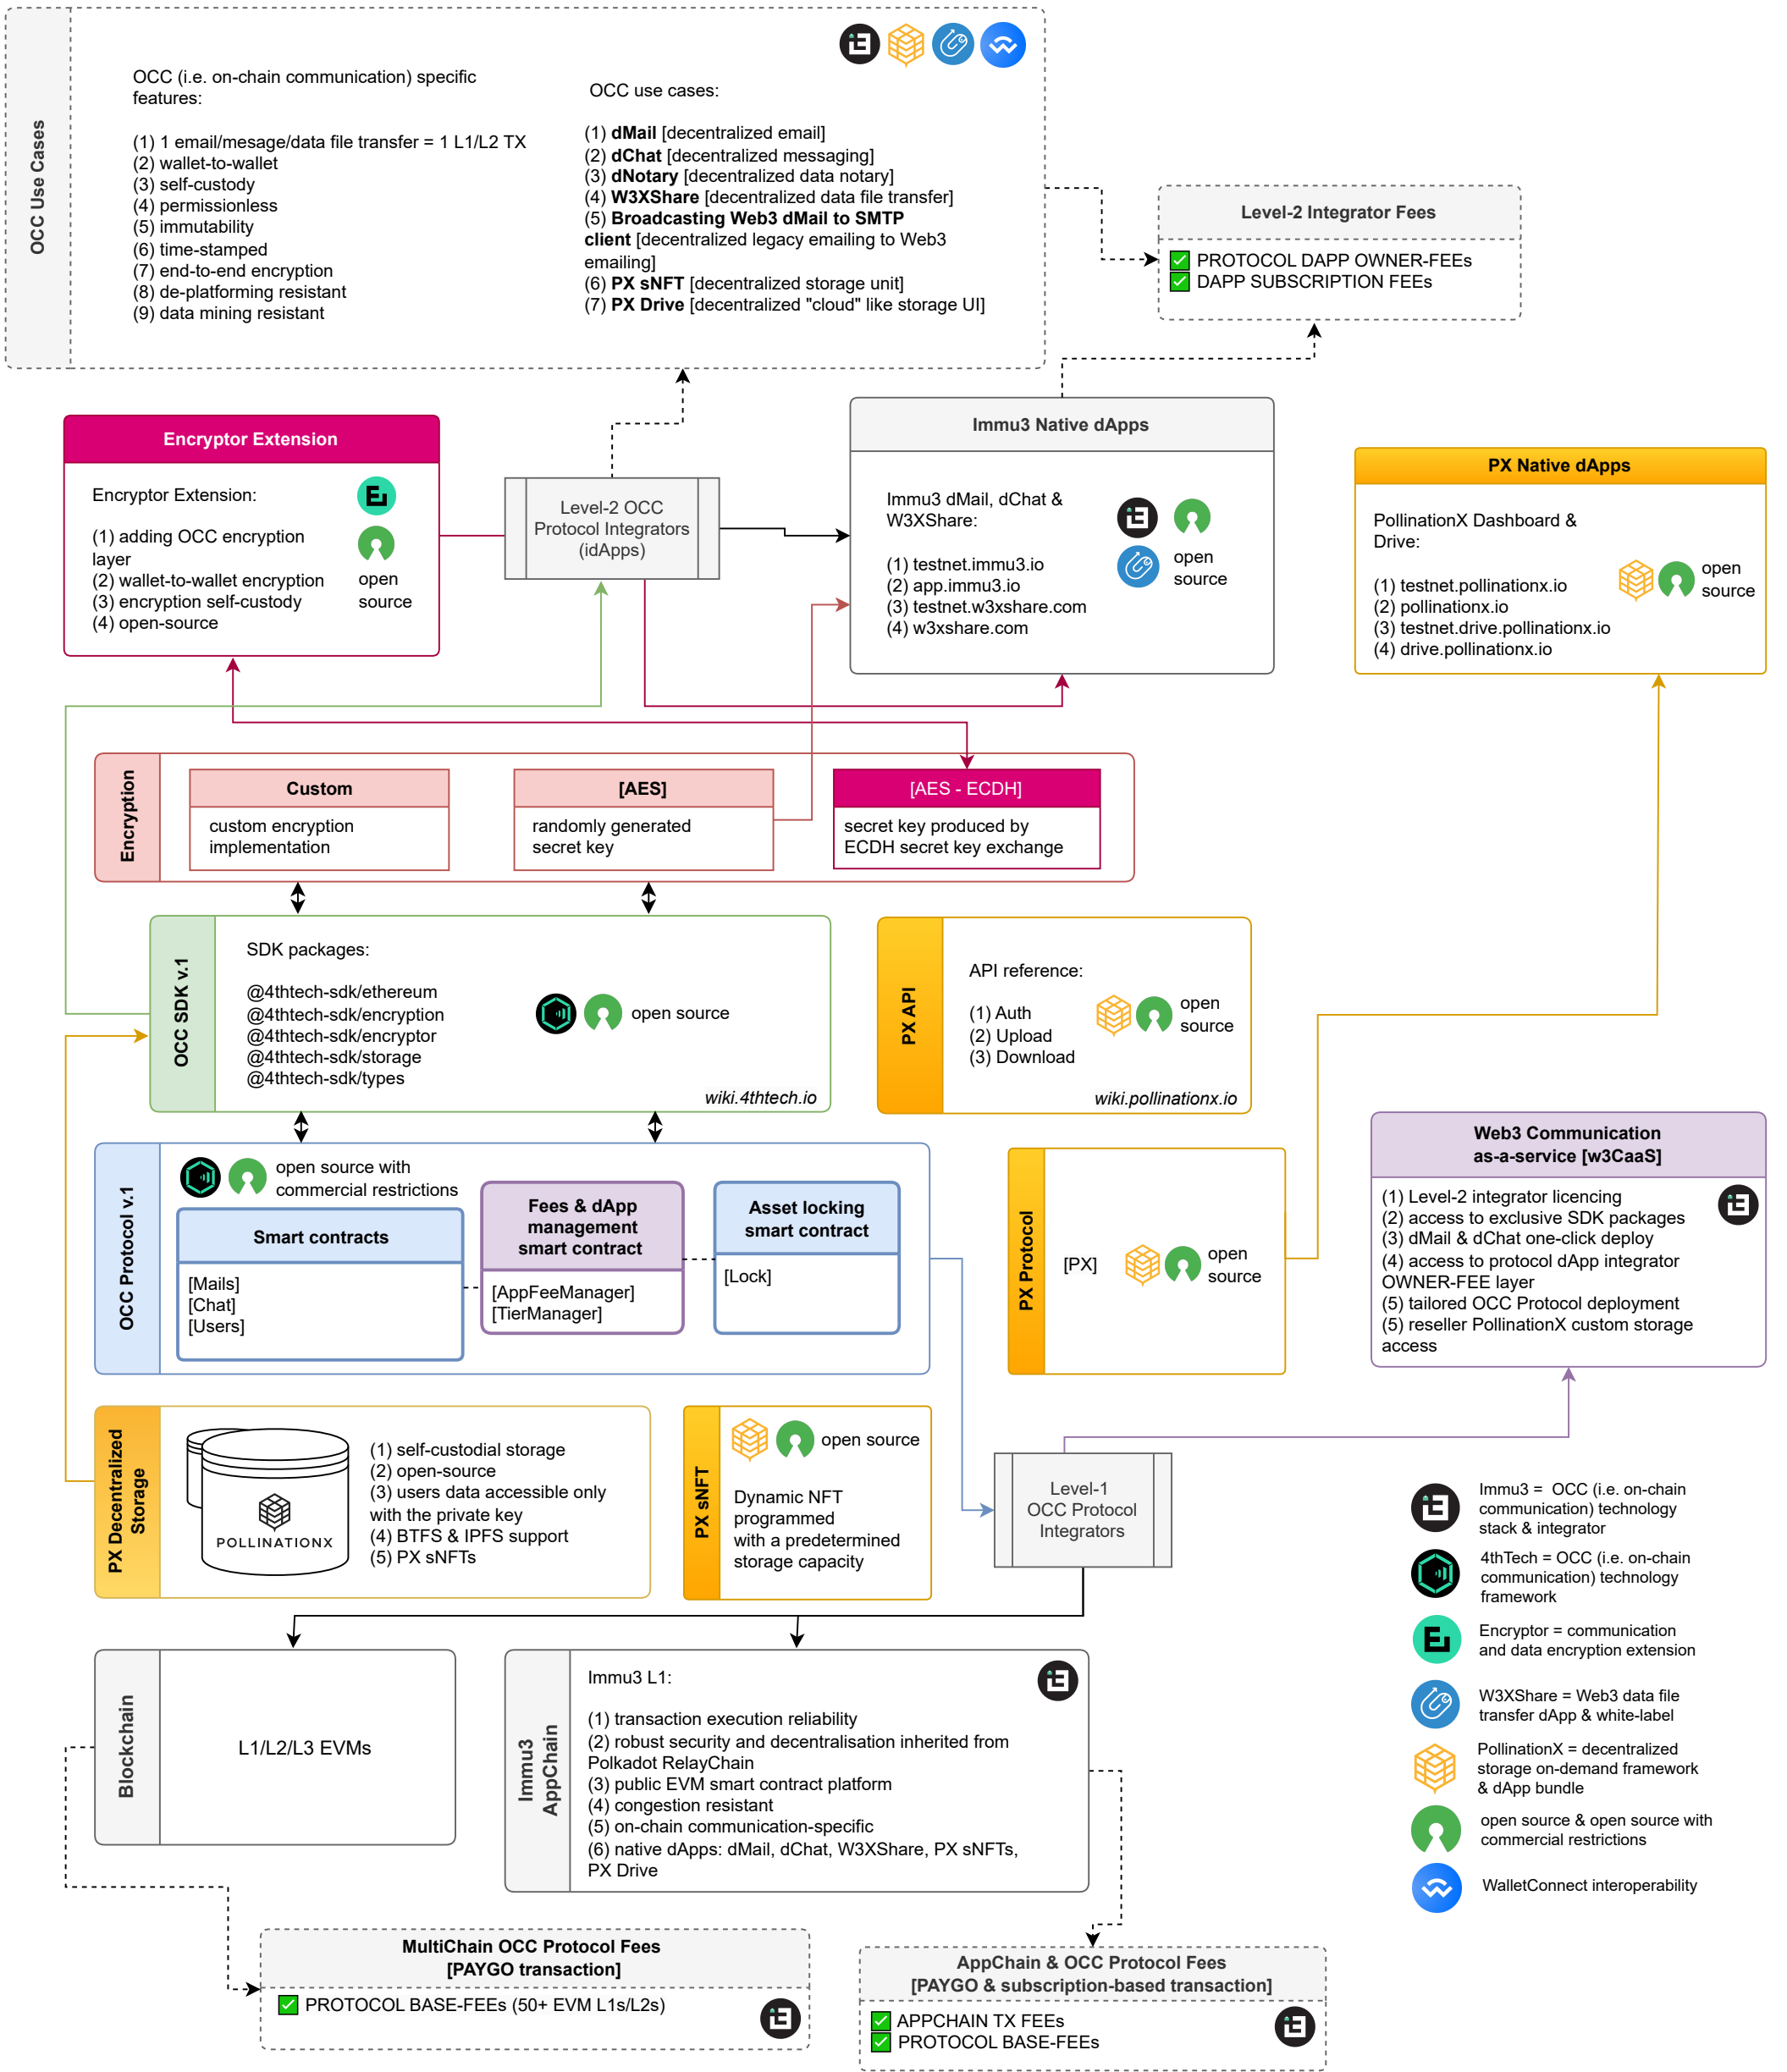 OCC Use Cases
OCC (i.e. on-chain communication) specific
features:
(1) 1 email/mesage/data file transfer = 1 L1/L2 TX
(2) wallet-to-wallet
(3) self-custody
(4) permissionless
(5) immutability
(6) time-stamped
(7) end-to-end encryption
(8) de-platforming resistant
(9) data mining resistant
OCC use cases:
(1) dMail [decentralized email]
(2) dChat [decentralized messaging]
(3) dNotary [decentralized data notary]
(4) W3XShare [decentralized data file transfer]
(5) Broadcasting Web3 dMail to SMTP
client [decentralized legacy emailing to Web3
emailing]
(6) PX sNFT [decentralized storage unit]
(7) PX Drive [decentralized "cloud" like storage UI]
Level-2 Integrator Fees
✅ PROTOCOL DAPP OWNER-FEEs
✅ DAPP SUBSCRIPTION FEEs
Encryptor Extension
Encryptor Extension:
(1) adding OCC encryption
layer
(2) wallet-to-wallet encryption
(3) encryption self-custody
(4) open-source
open
source
Level-2 OCC
Protocol Integrators
(idApps)
Immu3 Native dApps
Immu3 dMail, dChat &
W3XShare:
(1) testnet.immu3.io
(2) app.immu3.io
(3) testnet.w3xshare.com
(4) w3xshare.com
open
source
PX Native dApps
PollinationX Dashboard &
Drive:
(1) testnet.pollinationx.io
(2) pollinationx.io
(3) testnet.drive.pollinationx.io
(4) drive.pollinationx.io
open
source
Encryption
Custom
custom encryption
implementation
[AES]
randomly generated
secret key
[AES - ECDH]
secret key produced by
ECDH secret key exchange
OCC SDK v.1
SDK packages:
@4thtech-sdk/ethereum
@4thtech-sdk/encryption
@4thtech-sdk/encryptor
@4thtech-sdk/storage
@4thtech-sdk/types
open source
wiki.4thtech.io
PX API
API reference:
(1) Auth
(2) Upload
(3) Download
open
source
wiki.pollinationx.io
OCC Protocol v.1
open source with
commercial restrictions
Smart contracts
[Mails]
[Chat]
[Users]
Fees & dApp
management
smart contract
[AppFeeManager]
[TierManager]
Asset locking
smart contract
[Lock]
PX Protocol
[PX]
open
source
Web3 Communication
as-a-service [w3CaaS]
(1) Level-2 integrator licencing
(2) access to exclusive SDK packages
(3) dMail & dChat one-click deploy
(4) access to protocol dApp integrator
OWNER-FEE layer
(5) tailored OCC Protocol deployment
(5) reseller PollinationX custom storage
access
PX Decentralized
Storage
POLLINATIONX
(1) self-custodial storage
(2) open-source
(3) users data accessible only
with the private key
(4) BTFS & IPFS support
(5) PX sNFTs
PX sNFT
open source
Dynamic NFT
programmed
with a predetermined
storage capacity
Level-1
OCC Protocol
Integrators
Immu3 = OCC (i.e. on-chain
communication) technology
stack & integrator
4thTech = OCC (i.e. on-chain
communication) technology
framework
Encryptor = communication
and data encryption extension
W3XShare = Web3 data file
transfer dApp & white-label
PollinationX = decentralized
storage on-demand framework
& dApp bundle
open source & open source with
commercial restrictions
WalletConnect interoperability
Blockchain
L1/L2/L3 EVMs
Immu3
AppChain
Immu3 L1:
(1) transaction execution reliability
(2) robust security and decentralisation inherited from
Polkadot RelayChain
(3) public EVM smart contract platform
(4) congestion resistant
(5) on-chain communication-specific
(6) native dApps: dMail, dChat, W3XShare, PX sNFTs,
PX Drive
MultiChain OCC Protocol Fees
[PAYGO transaction]
✅ PROTOCOL BASE-FEEs (50+ EVM L1s/L2s)
AppChain & OCC Protocol Fees
[PAYGO & subscription-based transaction]
✅ APPCHAIN TX FEEs
✅ PROTOCOL BASE-FEEs